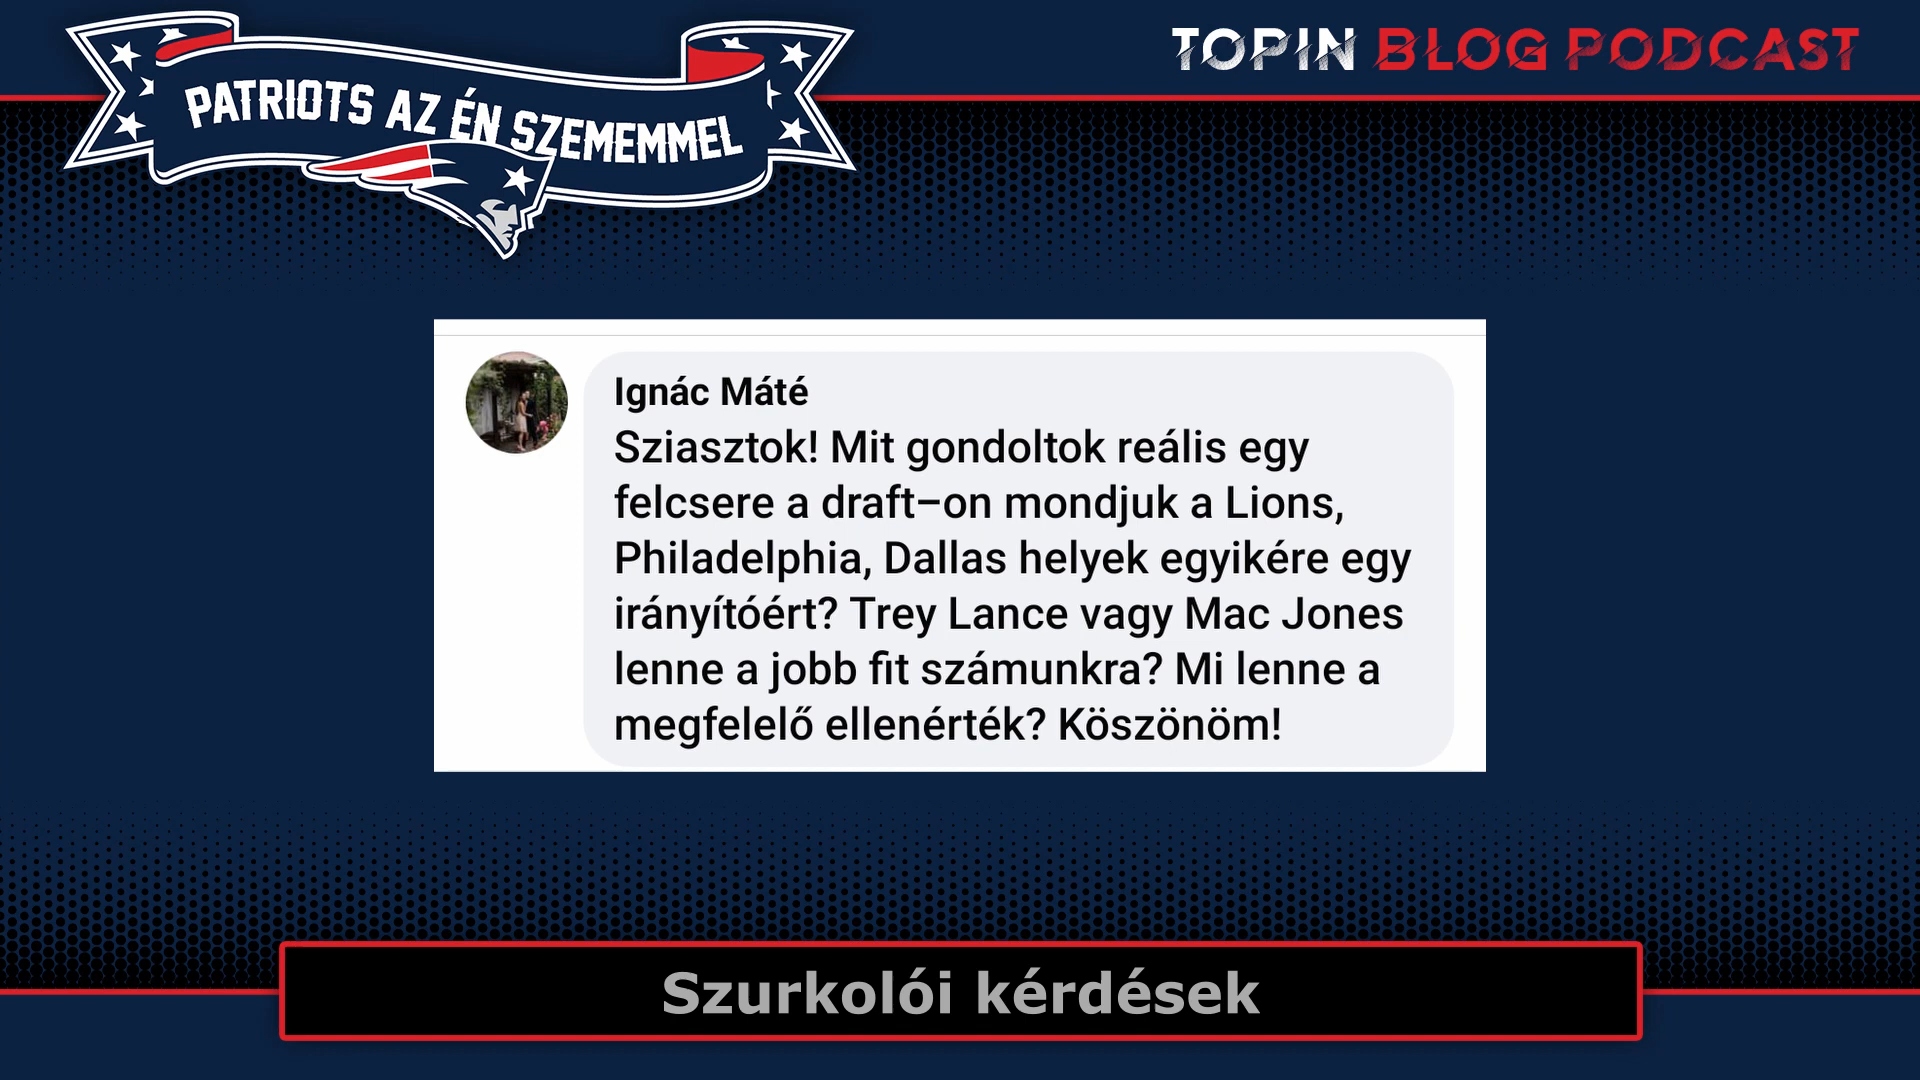 PATRIOTS AZ ÉN SZEMEMMEL
TOPIN BLOG PODCAST
Ignác Máté
Sziasztok! Mit gondoltok reális egy
felcsere a draft–on mondjuk a Lions,
Philadelphia, Dallas helyek egyikére egy
irányítóért? Trey Lance vagy Mac Jones
lenne a jobb fit számunkra? Mi lenne a
megfelelő ellenérték? Köszönöm!
Szurkolói kérdések